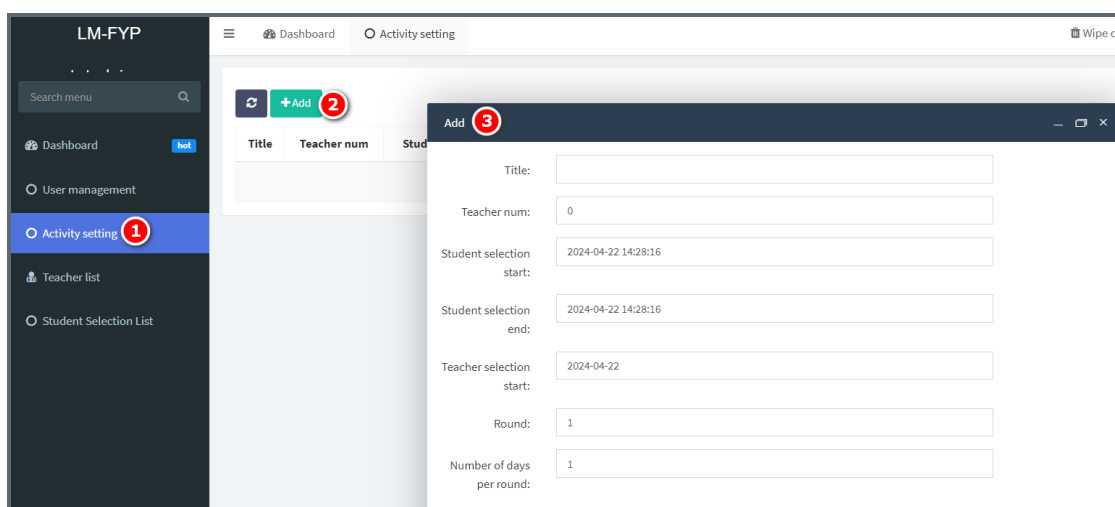 LM-FYP
Dashboard
Activity setting
Wipe c
Search menu
Add
2
Add
3
Dashboard
hot
Title
Teacher num
Stud
Title:
User management
Teacher num:
0
Activity setting
1
Student selection
start:
2024-04-22 14:28:16
Teacher list
Student selection
end:
2024-04-22 14:28:16
Student Selection List
Teacher selection
start:
2024-04-22
Round:
1
Number of days
per round:
1